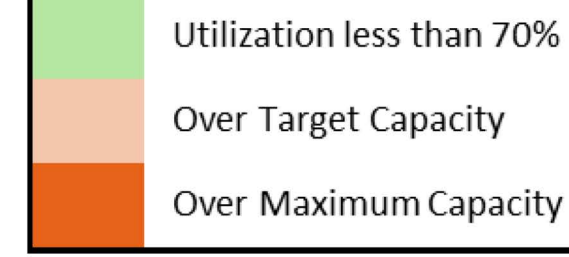 Utilization less than 70%
Over Target Capacity
Over Maximum Capacity